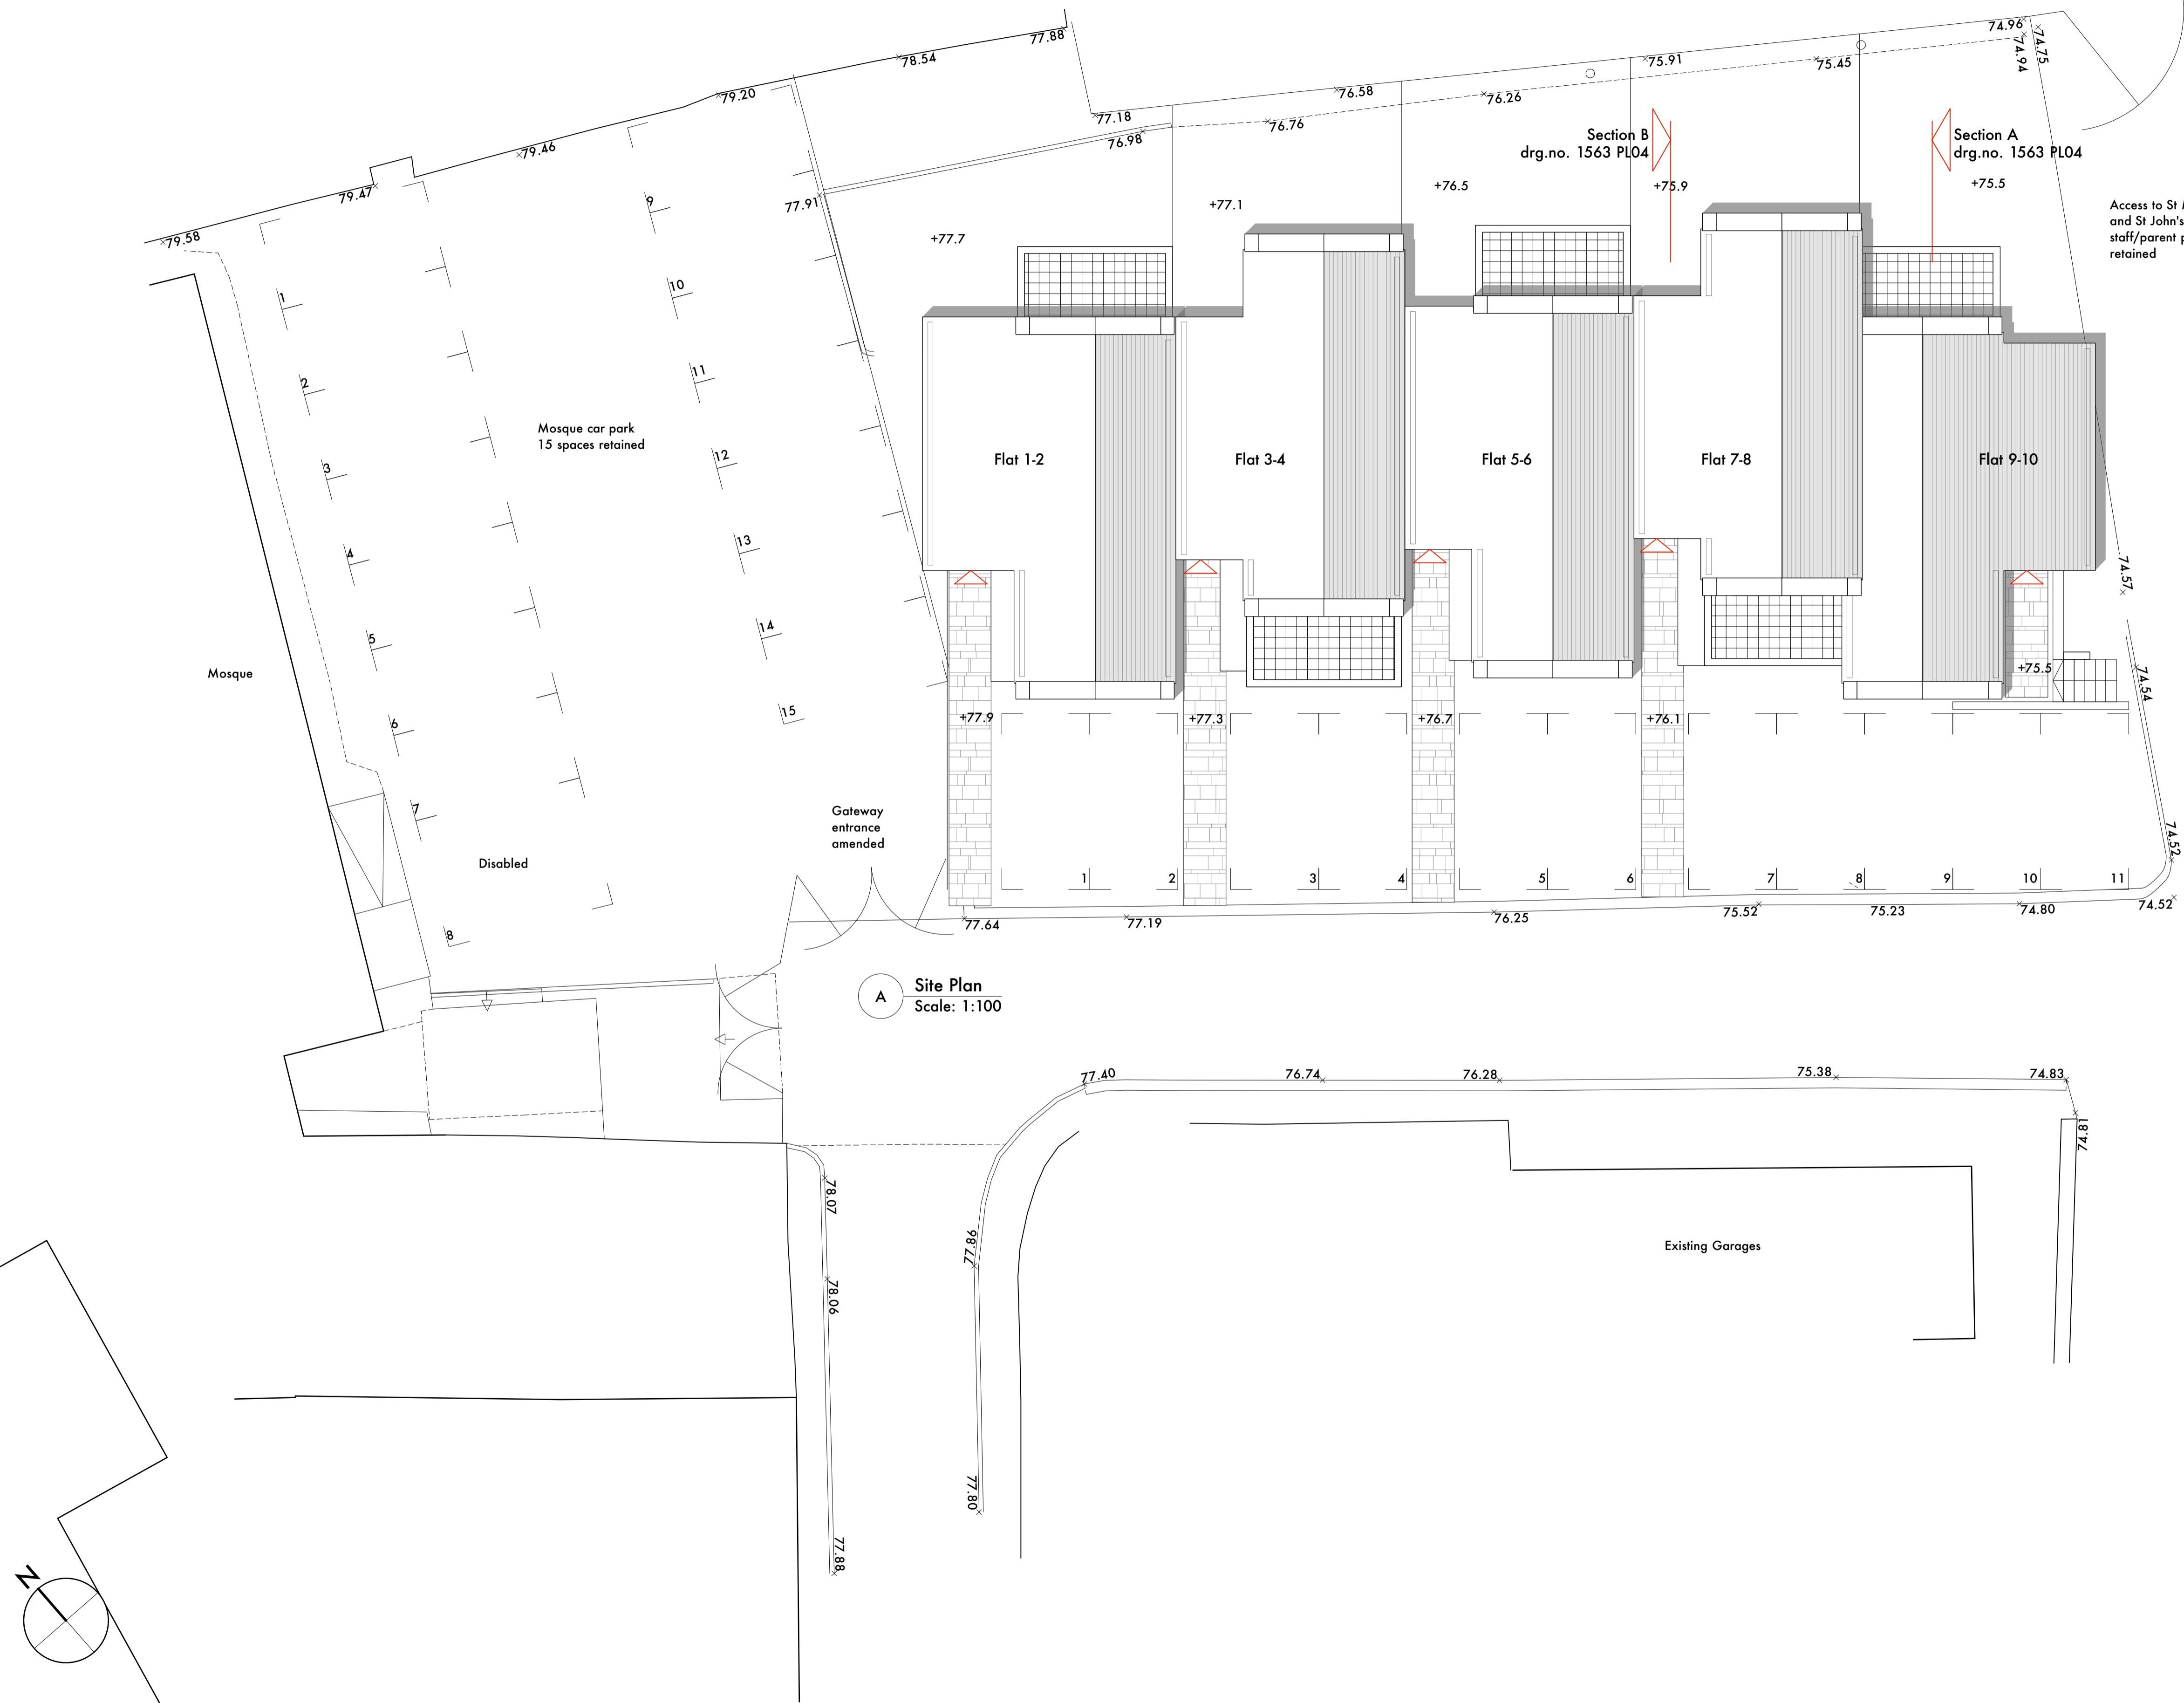 77.88
78.54
79.20
79.46
79.47
79.58
77.91
77.18
76.98
76.76
76.58
76.26
75.91
75.45
74.96
74.94
74.75
Section B
drg.no. 1563 PL04
Section A
drg.no. 1563 PL04
+77.7
+77.1
+76.5
+75.9
+75.5
Access to St
and St John's
staff/parent
retained
1
2
3
4
5
6
7
8
9
10
11
12
13
14
15
Mosque car park
15 spaces retained
Mosque
Disabled
Gateway
entrance
amended
Flat 1-2
Flat 3-4
Flat 5-6
Flat 7-8
Flat 9-10
74.57
74.54
74.52
+75.5
+77.9
+77.3
+76.7
+76.1
1
2
3
4
5
6
7
8
9
10
11
77.64
77.19
76.25
75.52
75.23
74.80
74.52
A
Site Plan
Scale: 1:100
77.40
76.74
76.28
75.38
74.83
74.81
78.07
78.06
77.98
77.80
77.88
Existing Garages
N